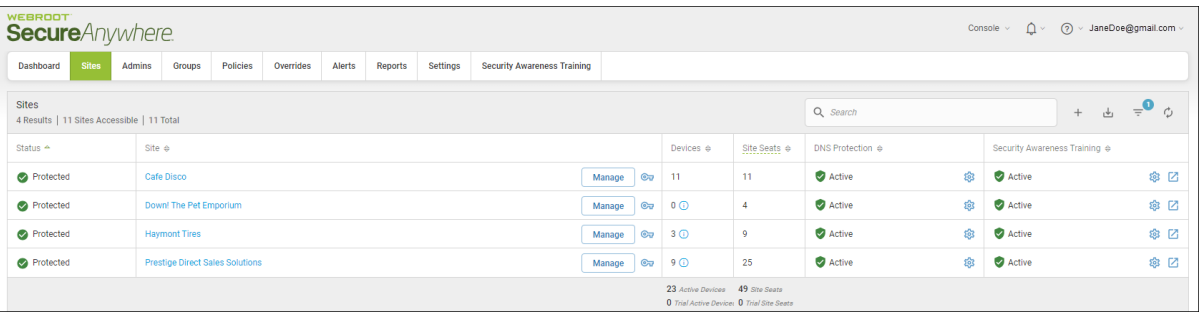 WEBROOT
SecureAnywhere.
Console
JaneDoe@gmail.com
Dashboard Sites Admins Groups Policies Overrides Alerts Reports Settings Security Awareness Training
Sites
4 Results | 11 Sites Accessible | 11 Total
Search
1
Status Site Devices Site Seats DNS Protection Security Awareness Training
Protected Cafe Disco Manage 11 11 Active Active
Protected Down! The Pet Emporium Manage 0 4 Active Active
Protected Haymont Tires Manage 3 9 Active Active
Protected Prestige Direct Sales Solutions Manage 9 25 Active Active
23 Active Devices 49 Site Seats
0 Trial Active Devices 0 Trial Site Seats